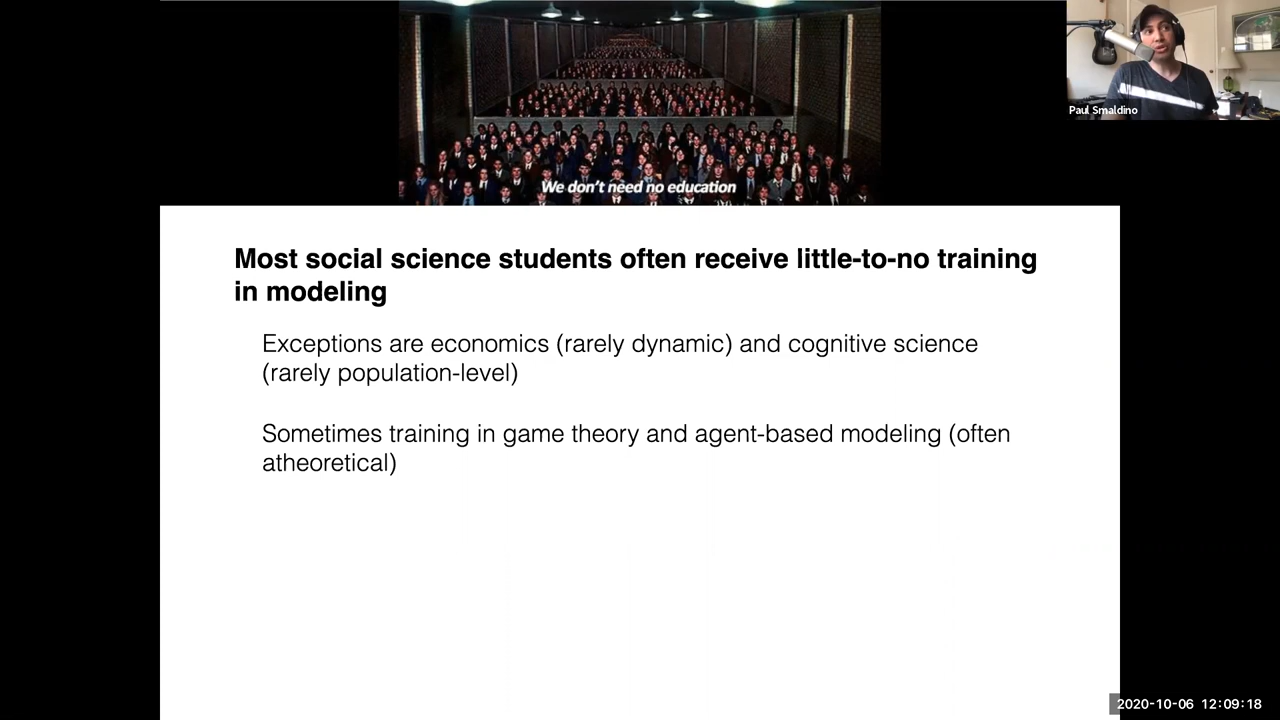 We don't need no education
Paul Smaldino
Most social science students often receive little-to-no training
in modeling
Exceptions are economics (rarely dynamic) and cognitive science
(rarely population-level)
Sometimes training in game theory and agent-based modeling (often
atheoretical)
2020-10-06 12:09:18